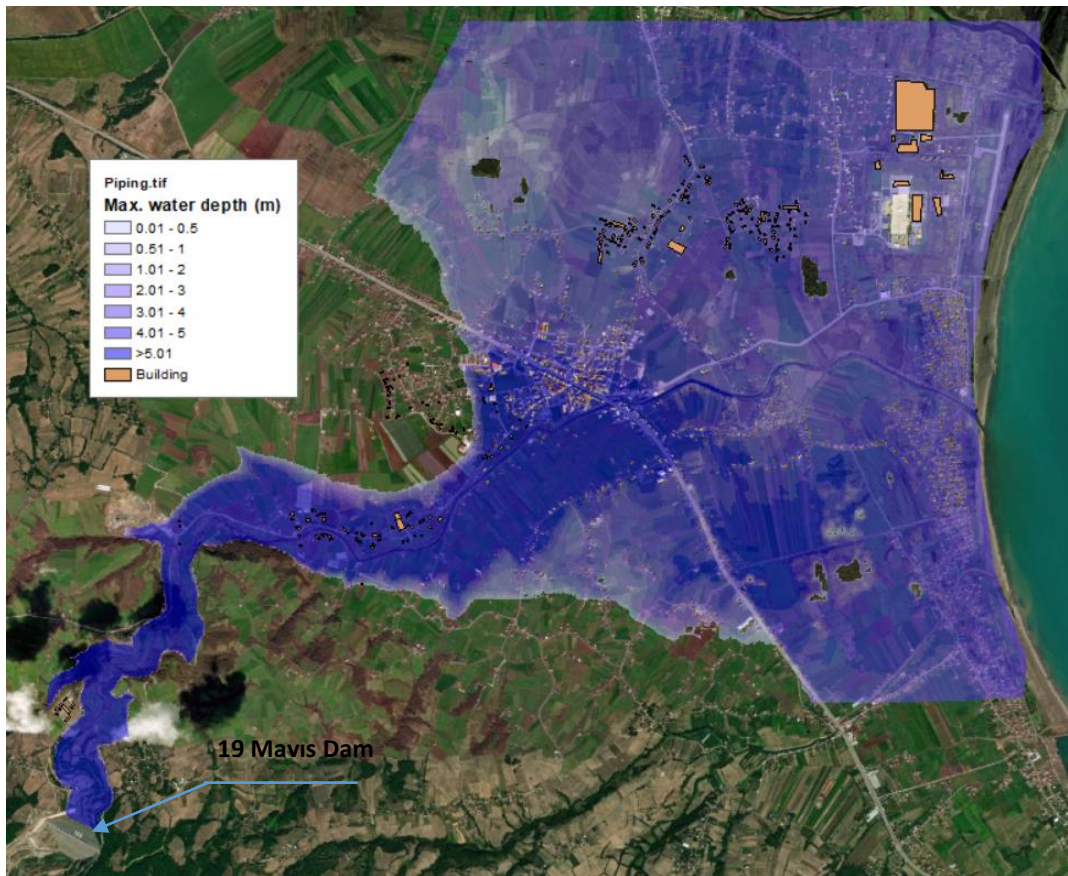 Piping.tif
Max. water depth (m)
0.01 - 0.5
0.51 - 1
1.01 - 2
2.01 - 3
3.01 - 4
4.01 - 5
>5.01
Building
19 Mavıs Dam